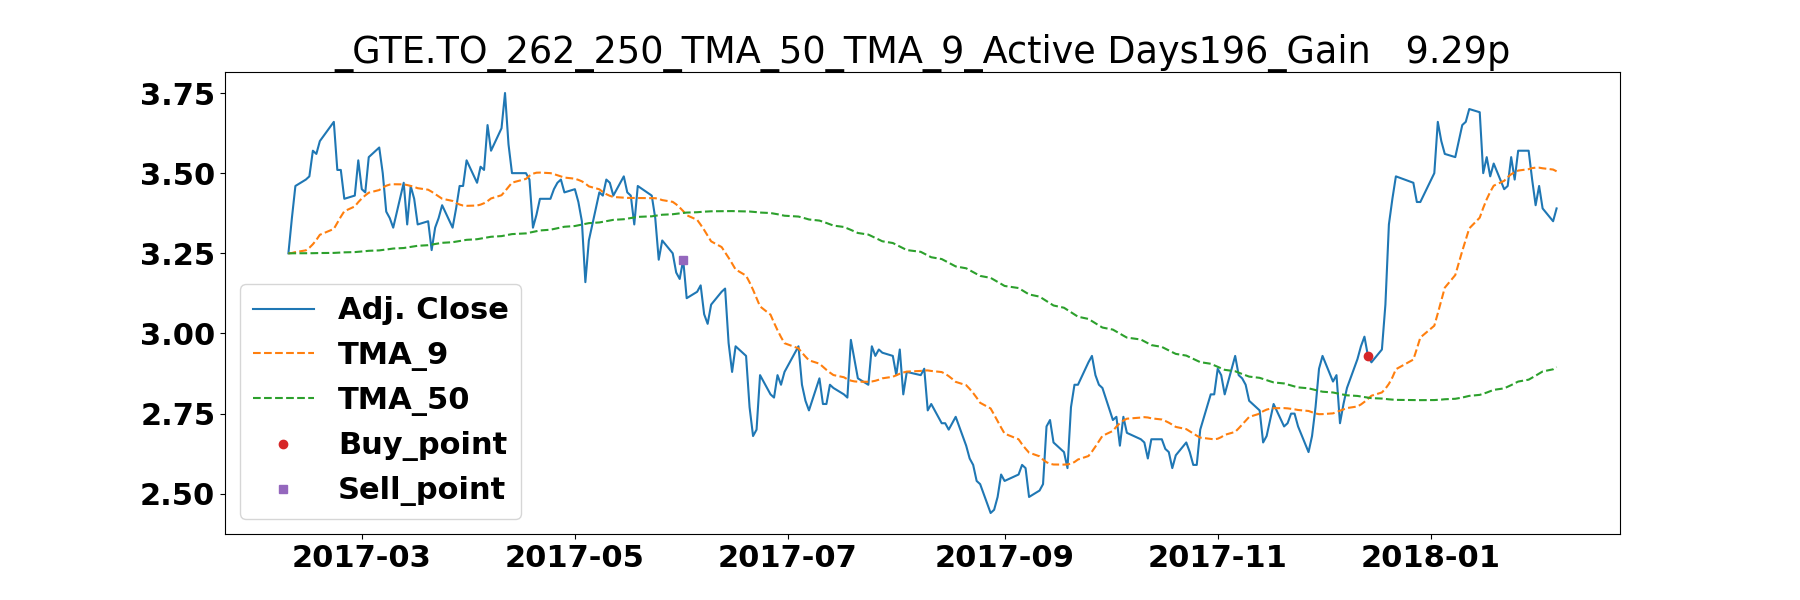 _GTE.TO_262_250_TMA_50_TMA_9_Active Days196_Gain   9.29p
3.75
3.50
3.25
3.00
2.75
2.50
Adj. Close
TMA_9
TMA_50
Buy_point
Sell_point
2017-03
2017-05
2017-07
2017-09
2017-11
2018-01